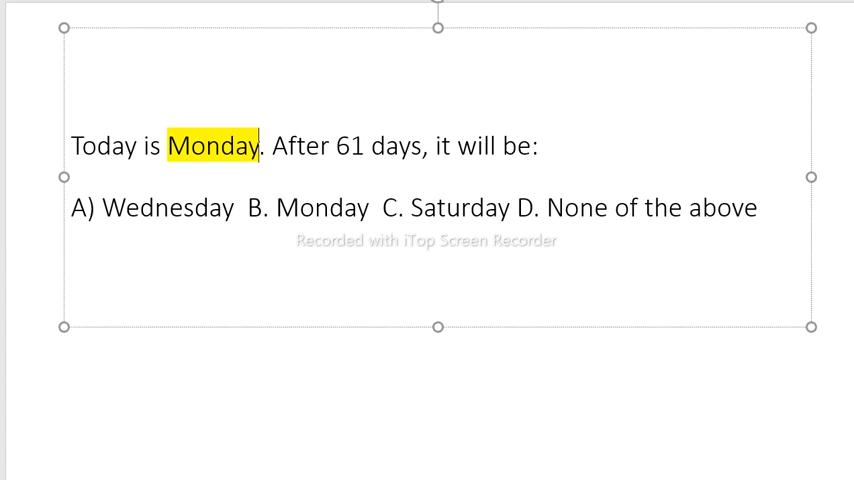 Today is Monday. After 61 days, it will be:
A) Wednesday  B. Monday  C. Saturday D. None of the above
Recorded with iTop Screen Recorder